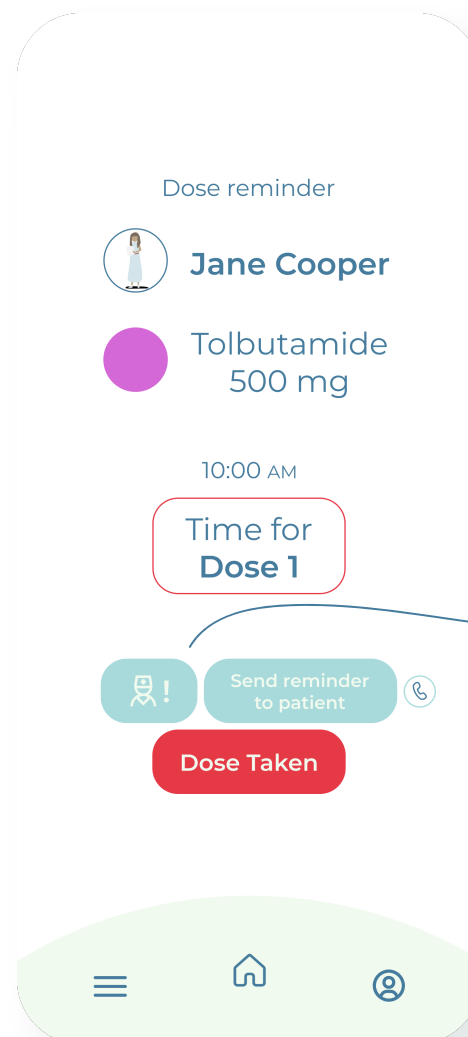 Dose reminder
Jane Cooper
Tolbutamide
500 mg
10:00 AM
Time for
Dose 1
!
Send reminder
to patient
Dose Taken